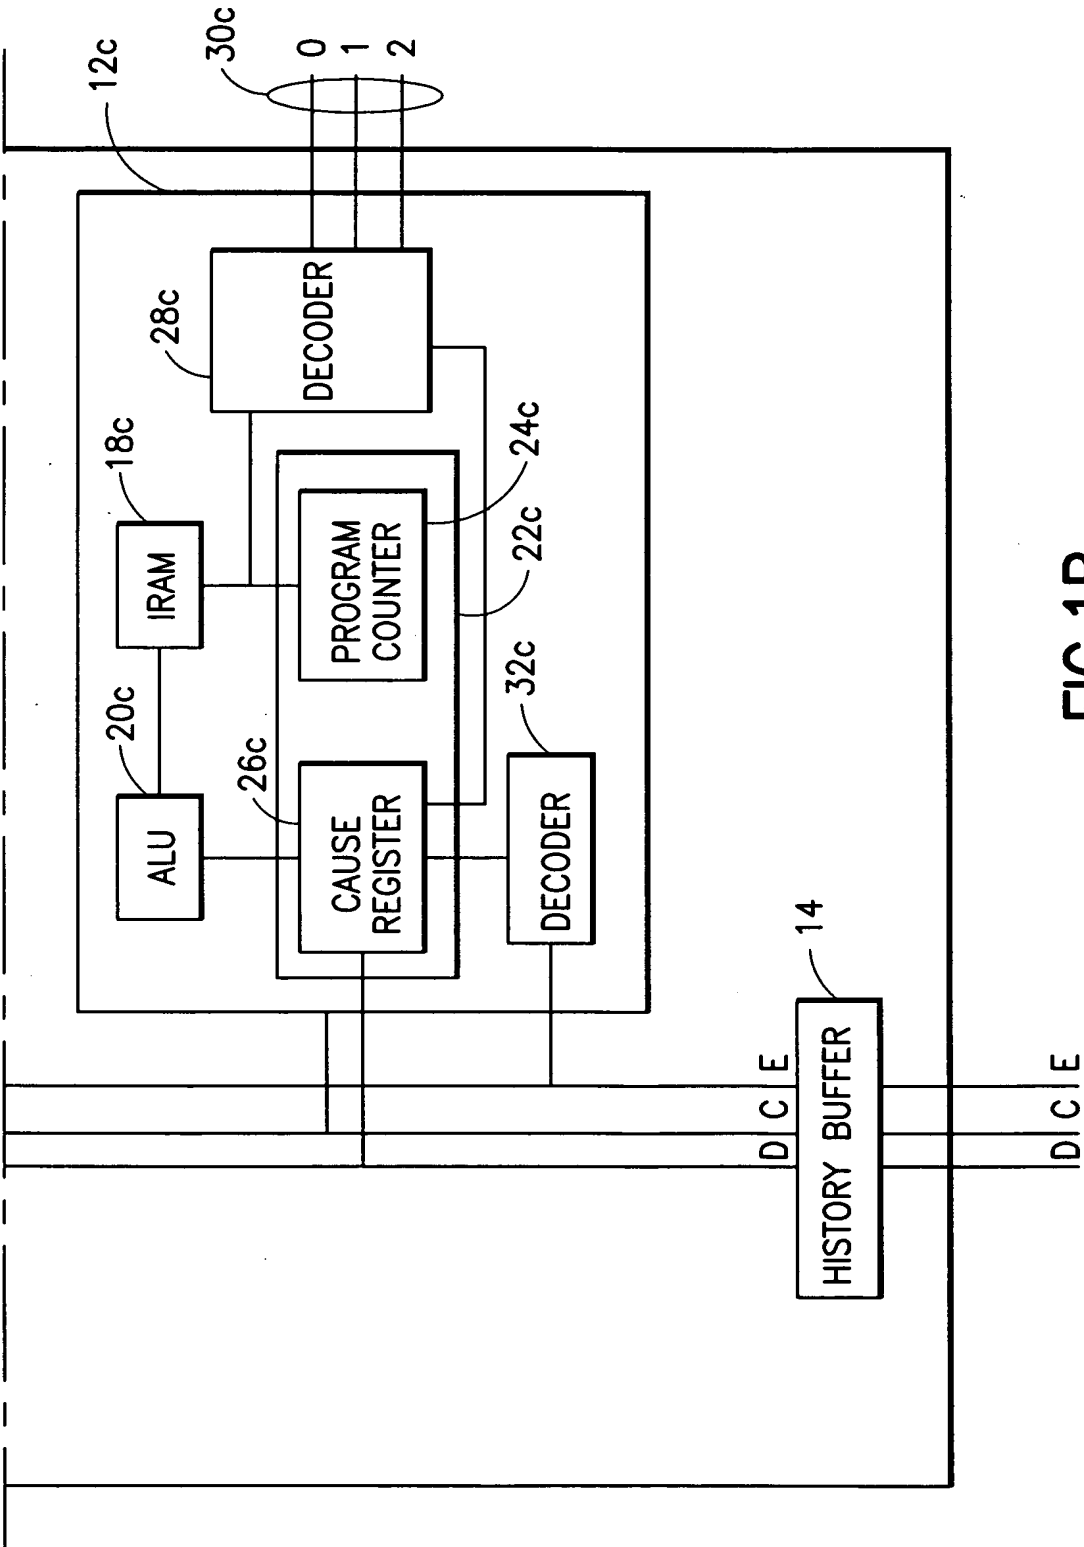 12c
20c
18c
ALU
IRAM
28c
30c
26c
DECODER
0
1
2
CAUSE
REGISTER
PROGRAM
COUNTER
32c
22c
24c
DECODER
D C E
14
HISTORY BUFFER
D C E
FIG